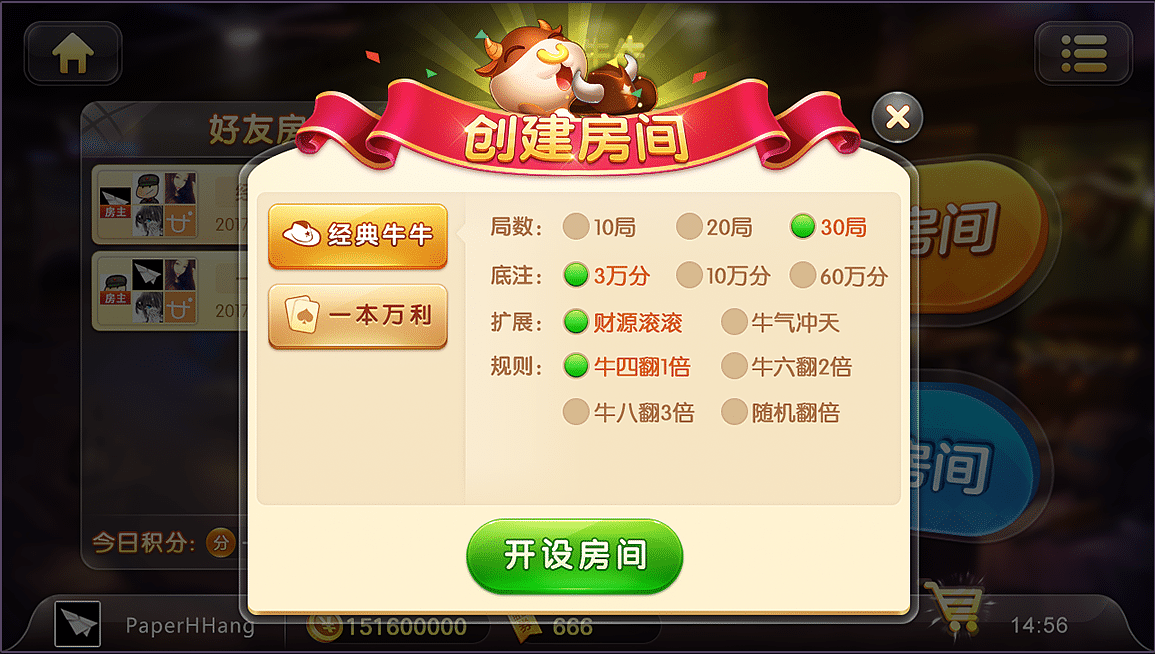 牛牛
创建房间
好友房
房主
2017
房主
2017
经典牛牛
一本万利
局数： 10局 20局 30局
底注： 3万分 10万分 60万分
扩展： 财源滚滚 牛气冲天
规则： 牛四翻1倍 牛六翻2倍
牛八翻3倍 随机翻倍
房间
房间
今日积分： 分
开设房间
PaperHHang 151600000 666 14:56